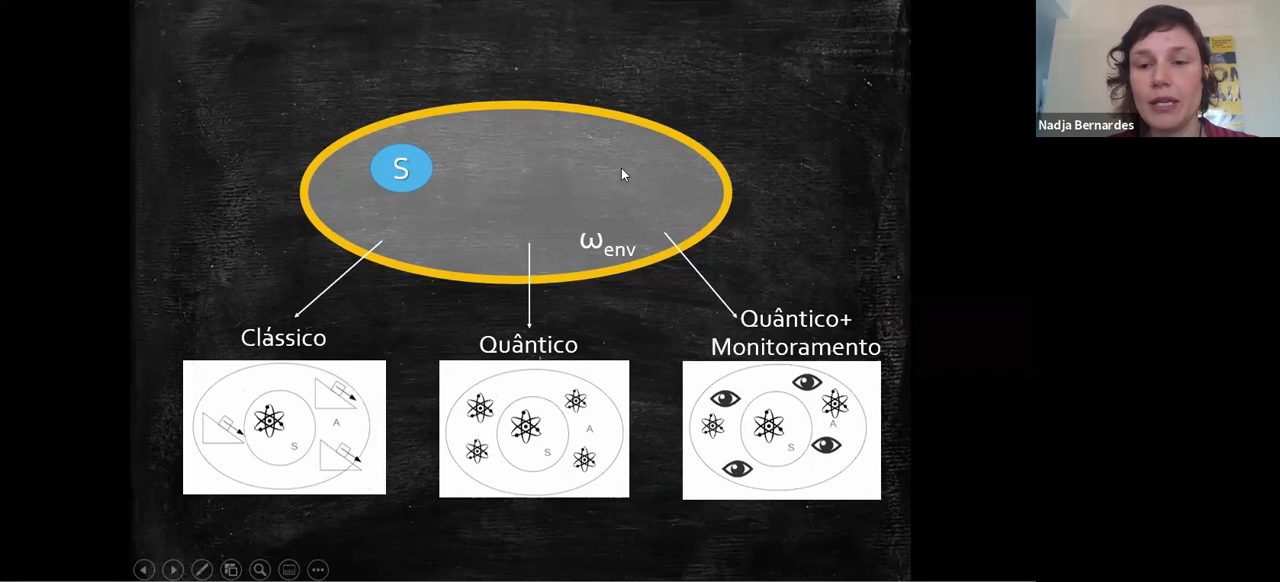 S
ω_env
Clássico
Quântico
Quântico+
Monitoramento
S
A
S
A
S
A
Nadja Bernardes